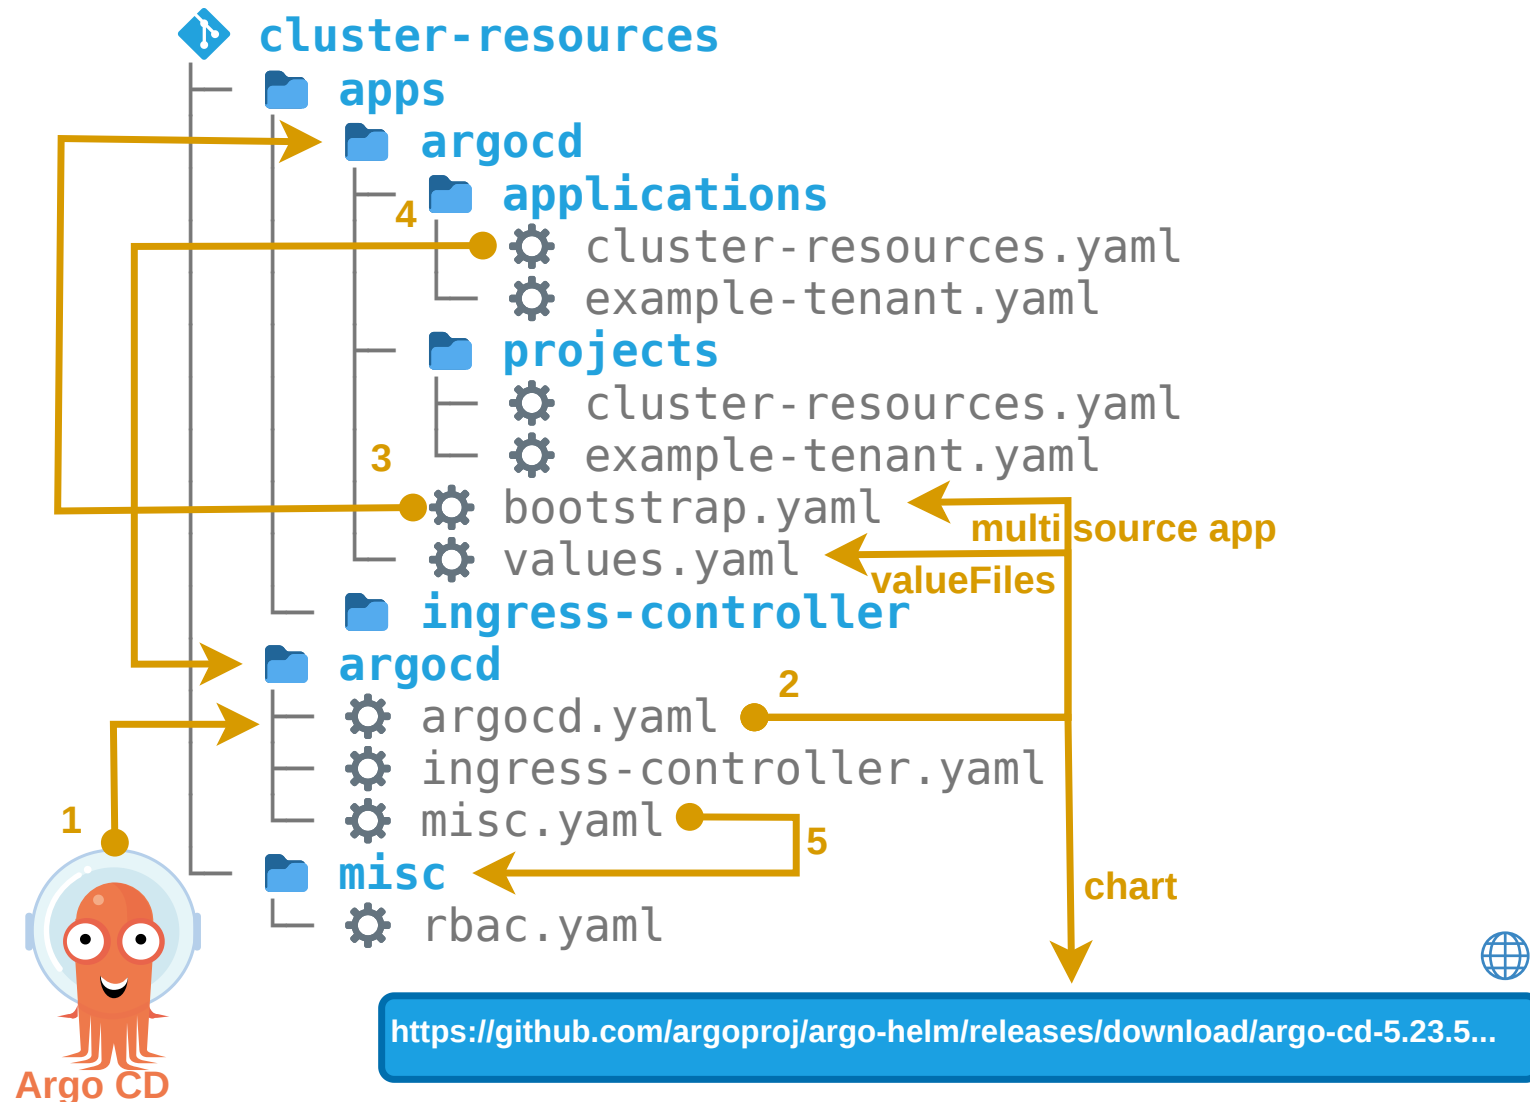 cluster-resources
apps
argocd
applications
4
cluster-resources.yaml
example-tenant.yaml
projects
cluster-resources.yaml
3
example-tenant.yaml
bootstrap.yaml
multi source app
values.yaml
valueFiles
ingress-controller
argocd
2
argocd.yaml
ingress-controller.yaml
1
misc.yaml
5
misc
chart
rbac.yaml
https://github.com/argoproj/argo-helm/releases/download/argo-cd-5.23.5...
Argo CD